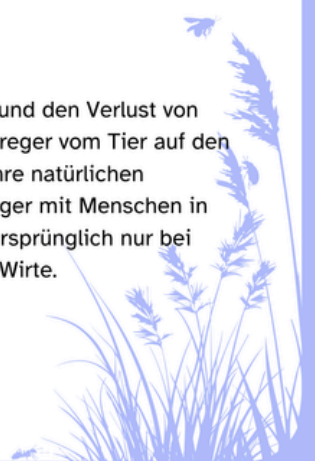 und den Verlust von
reger vom Tier auf den
hre natürlichen
ger mit Menschen in
rsprünglich nur bei
Wirte.